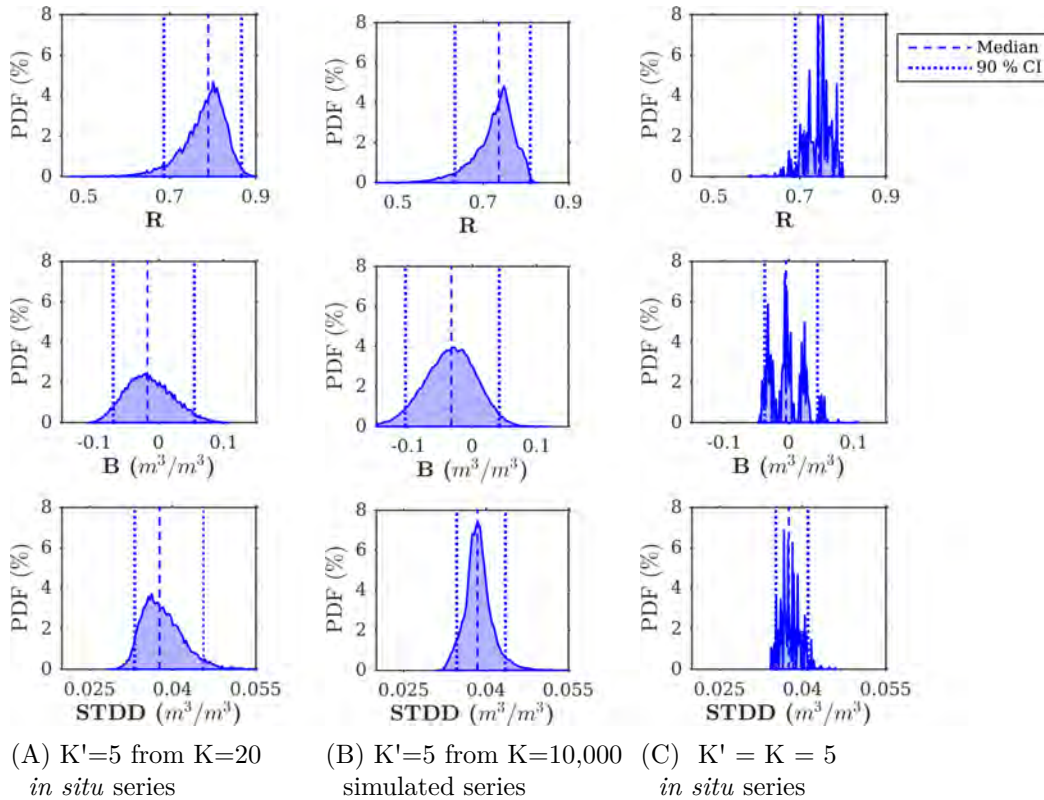 8
6
4
2
0
PDF (%)
0.5 0.7 0.9
R
8
6
4
2
0
PDF (%)
0.5 0.7 0.9
R
8
6
4
2
0
PDF (%)
0.5 0.7 0.9
R
Median
90 % CI
8
6
4
2
0
PDF (%)
-0.1 0 0.1
B (m³/m³)
8
6
4
2
0
PDF (%)
-0.1 0 0.1
B (m³/m³)
8
6
4
2
0
PDF (%)
-0.1 0 0.1
B (m³/m³)
8
6
4
2
0
PDF (%)
0.025 0.04 0.055
STDD (m³/m³)
8
6
4
2
0
PDF (%)
0.025 0.04 0.055
STDD (m³/m³)
8
6
4
2
0
PDF (%)
0.025 0.04 0.055
STDD (m³/m³)
(A) K'=5 from K=20
in situ series
(B) K'=5 from K=10,000
simulated series
(C) K' = K = 5
in situ series